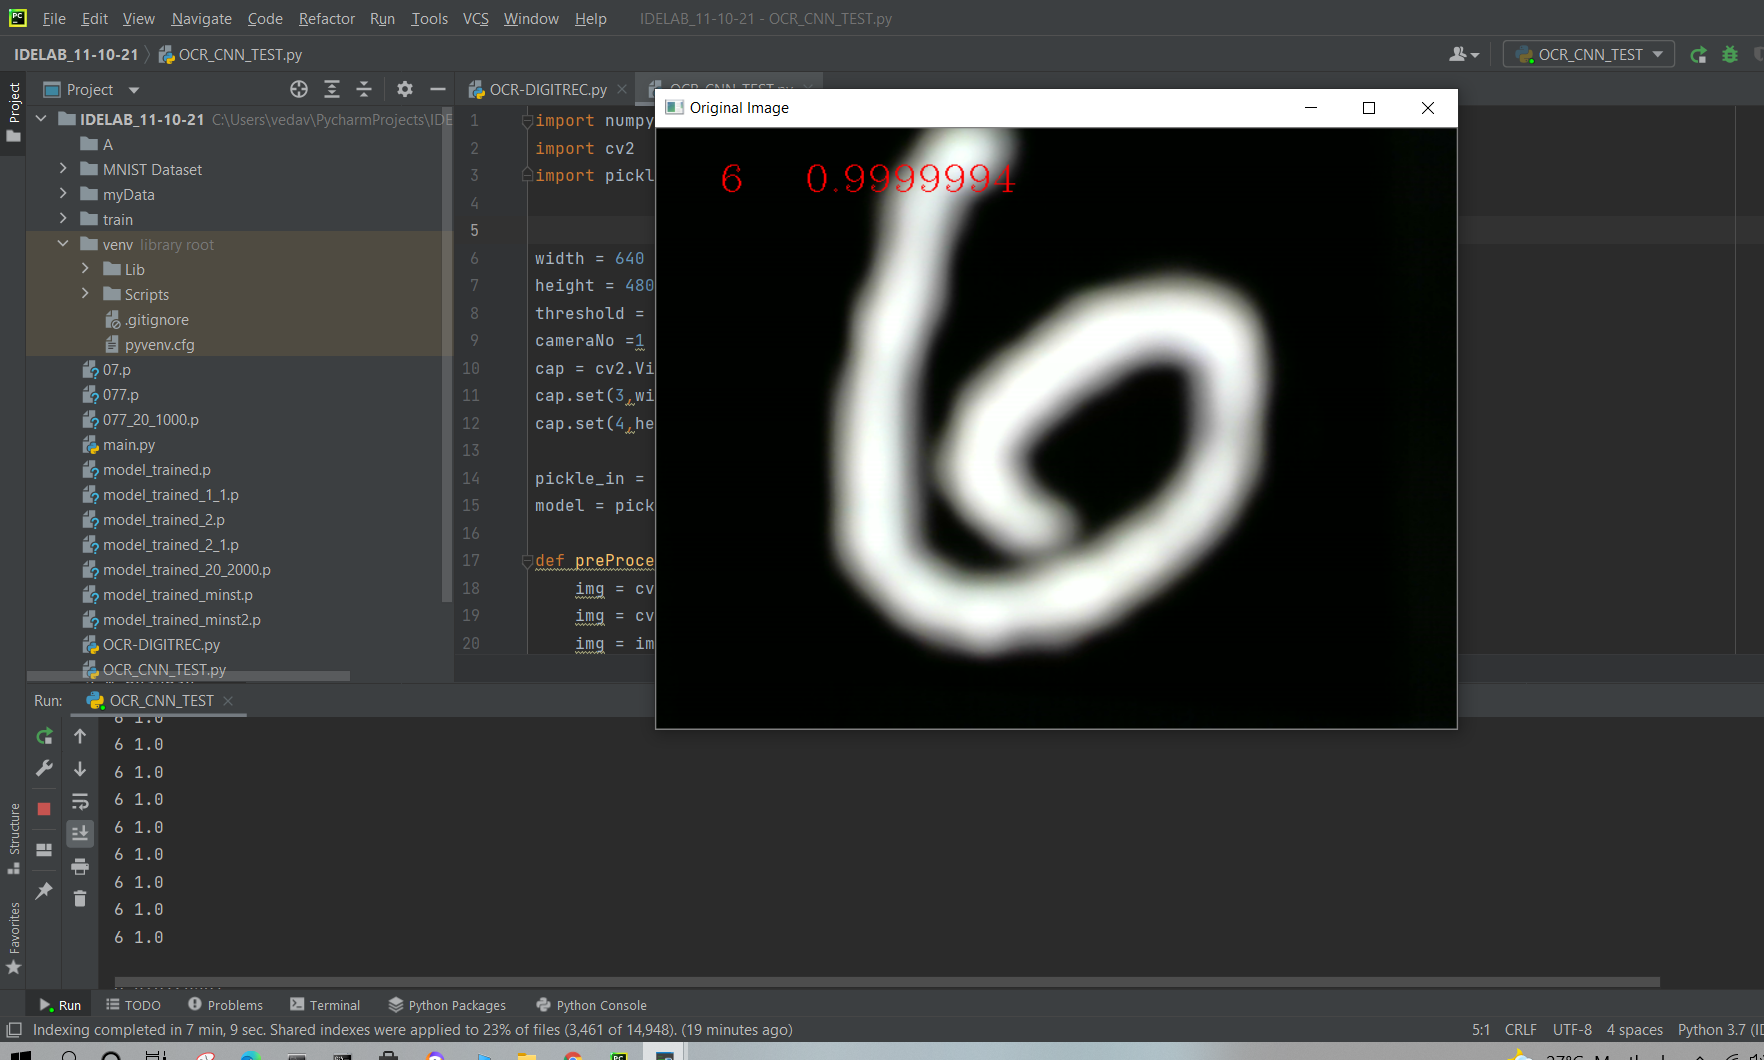 File Edit View Navigate Code Refactor Run Tools VCS Window Help IDELAB_11-10-21 - OCR_CNN_TEST.py
IDELAB_11-10-21 OCR_CNN_TEST.py OCR_CNN_TEST
Project
Project OCR-DIGITREC.py OCR_CNN_TEST.py
IDELAB_11-10-21 C:\Users\vedav\PycharmProjects\IDE
A
MNIST Dataset
myData
train
venv library root
Lib
Scripts
.gitignore
pyvenv.cfg
07.p
077.p
077_20_1000.p
main.py
model_trained.p
model_trained_1_1.p
model_trained_2.p
model_trained_2_1.p
model_trained_20_2000.p
model_trained_minst.p
model_trained_minst2.p
OCR-DIGITREC.py
OCR_CNN_TEST.py
1 import numpy
2 import cv2
3 import pickl
4
5
6 width = 640
7 height = 480
8 threshold =
9 cameraNo =1
10 cap = cv2.Vi
11 cap.set(3,wi
12 cap.set(4,he
13
14 pickle_in =
15 model = pick
16
17 def preProce
18 img = cv
19 img = cv
20 img = im
Original Image
6 0.9999994
6
Run: OCR_CNN_TEST
6 1.0
6 1.0
6 1.0
6 1.0
6 1.0
6 1.0
6 1.0
6 1.0
6 1.0
Structure
Favorites
Run TODO Problems Terminal Python Packages Python Console
Indexing completed in 7 min, 9 sec. Shared indexes were applied to 23% of files (3,461 of 14,948). (19 minutes ago) 5:1 CRLF UTF-8 4 spaces Python 3.7 (ID
27°C